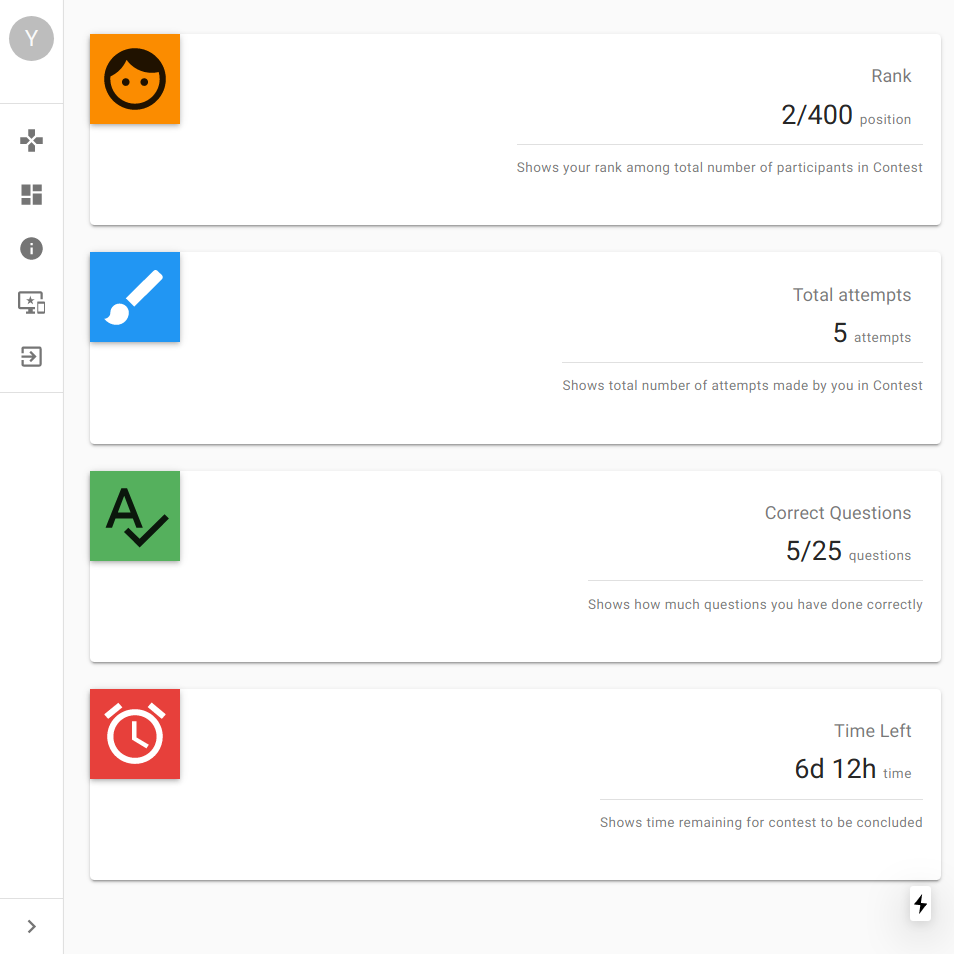 Y
Rank
2/400 position
Shows your rank among total number of participants in Contest
Total attempts
5 attempts
Shows total number of attempts made by you in Contest
Correct Questions
5/25 questions
Shows how much questions you have done correctly
Time Left
6d 12h time
Shows time remaining for contest to be concluded